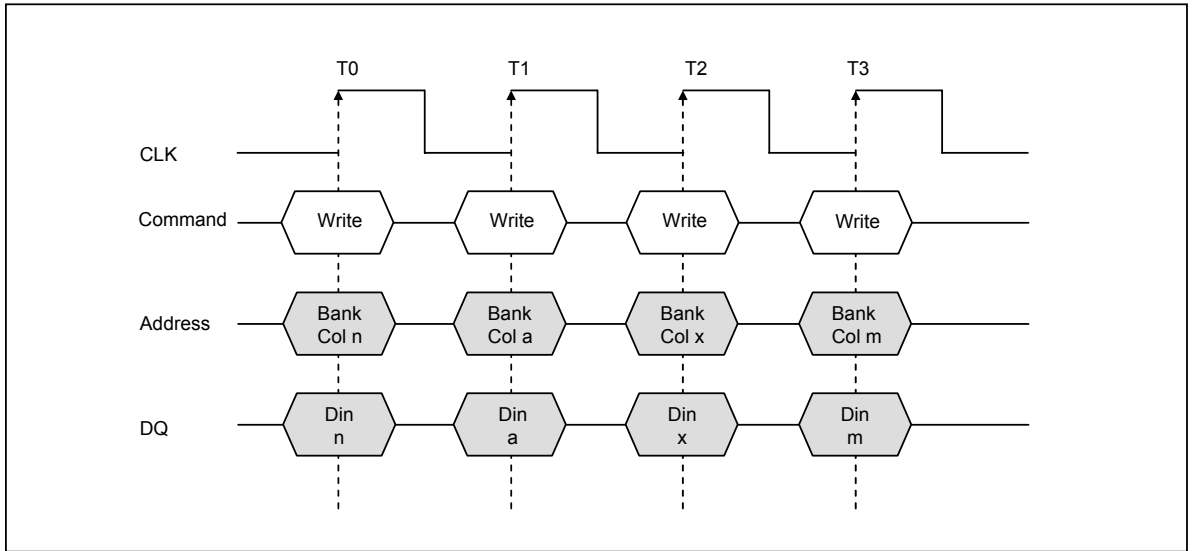 T0 T1 T2 T3
CLK
Command Write Write Write Write
Address Bank Bank Bank Bank
Col n Col a Col x Col m
DQ Din Din Din Din
n a x m